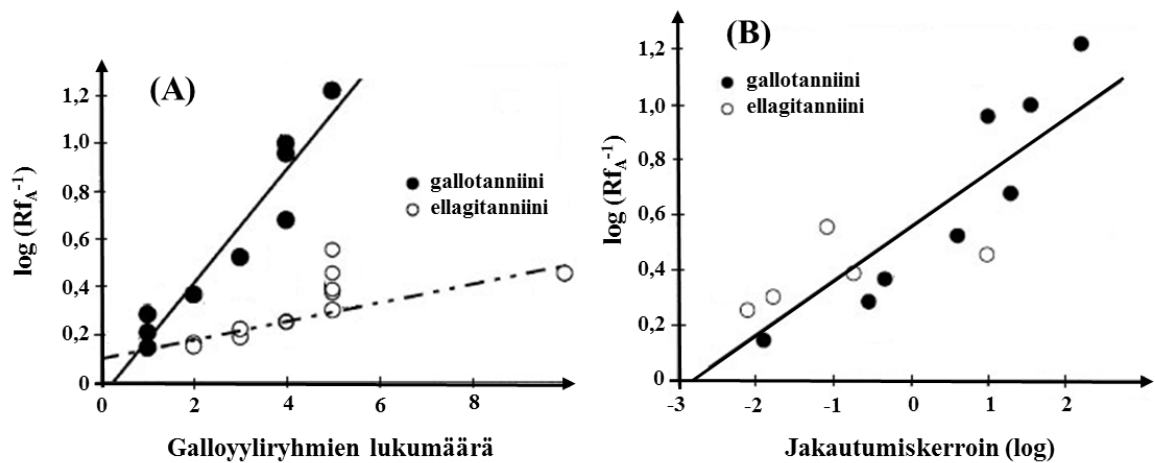 (A)
log (Rf_A^-1)
1,2
1,0
0,8
0,6
0,4
0,2
0
0 2 4 6 8
gallotanniini
ellagitanniini
Galloyyliryhmien lukumäärä
(B)
log (Rf_A^-1)
1,2
1,0
0,8
0,6
0,4
0,2
0
-3 -2 -1 0 1 2
gallotanniini
ellagitanniini
Jakautumiskerroin (log)